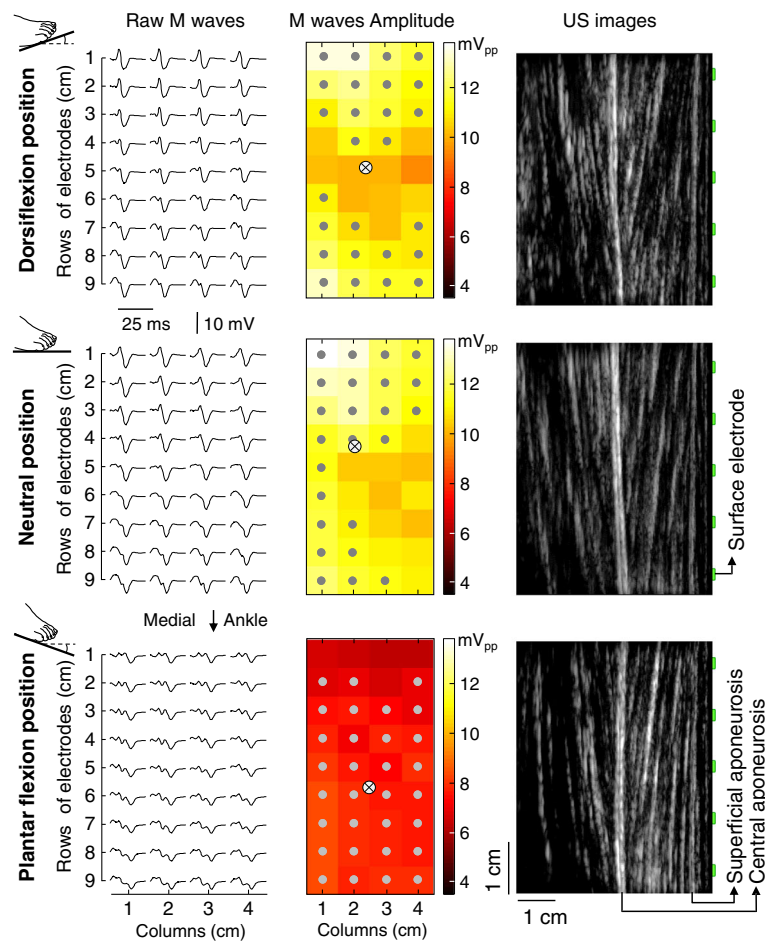 Raw M waves
M waves Amplitude
US images
Dorsiflexion position
Rows of electrodes (cm)
1
2
3
4
5
6
7
8
9
25 ms
10 mV
mVpp
12
10
8
6
4
Neutral position
Rows of electrodes (cm)
1
2
3
4
5
6
7
8
9
Medial
Ankle
mVpp
12
10
8
6
4
Surface electrode
Plantar flexion position
Rows of electrodes (cm)
1
2
3
4
5
6
7
8
9
1 2 3 4
Columns (cm)
1 2 3 4
Columns (cm)
mVpp
12
10
8
6
4
1 cm
1 cm
Superficial aponeurosis
Central aponeurosis